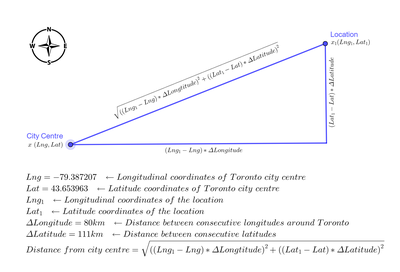 N
W E
S
Location
x₁(Lng₁, Lat₁)
√((Lng₁ − Lng) ∗ ΔLongtitude)² + ((Lat₁ − Lat) ∗ ΔLatitude)²
(Lat₁ − Lat) ∗ ΔLatitude
City Centre
x (Lng, Lat)
(Lng₁ − Lng) ∗ ΔLongitude
Lng = −79.387207 ← Longitudinal coordinates of Toronto city centre
Lat = 43.653963 ← Latitude coordinates of Toronto city centre
Lng₁ ← Longitudinal coordinates of the location
Lat₁ ← Latitude coordinates of the location
ΔLongitude = 80km ← Distance between consecutive longitudes around Toronto
ΔLatitude = 111km ← Distance between consecutive latitudes
Distance from city centre = √((Lng₁ − Lng) ∗ ΔLongtitude)² + ((Lat₁ − Lat) ∗ ΔLatitude)²